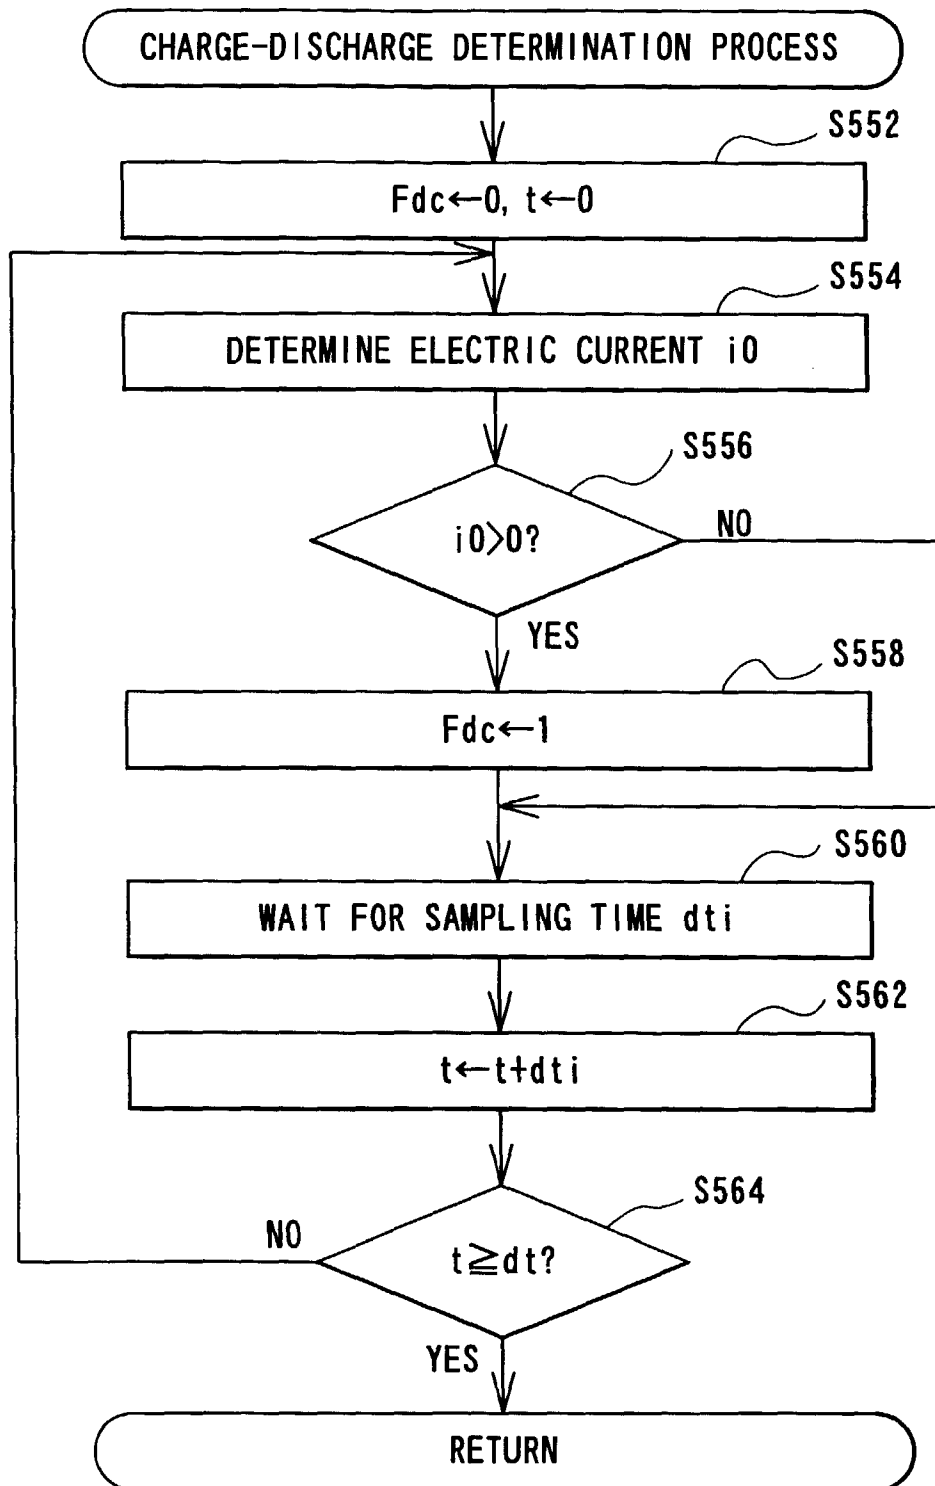 CHARGE-DISCHARGE DETERMINATION PROCESS
S552
Fdc←0, t←0
S554
DETERMINE ELECTRIC CURRENT i0
S556
i0>0?
NO
YES
S558
Fdc←1
S560
WAIT FOR SAMPLING TIME dti
S562
t←t+dti
S564
NO
t≧dt?
YES
RETURN